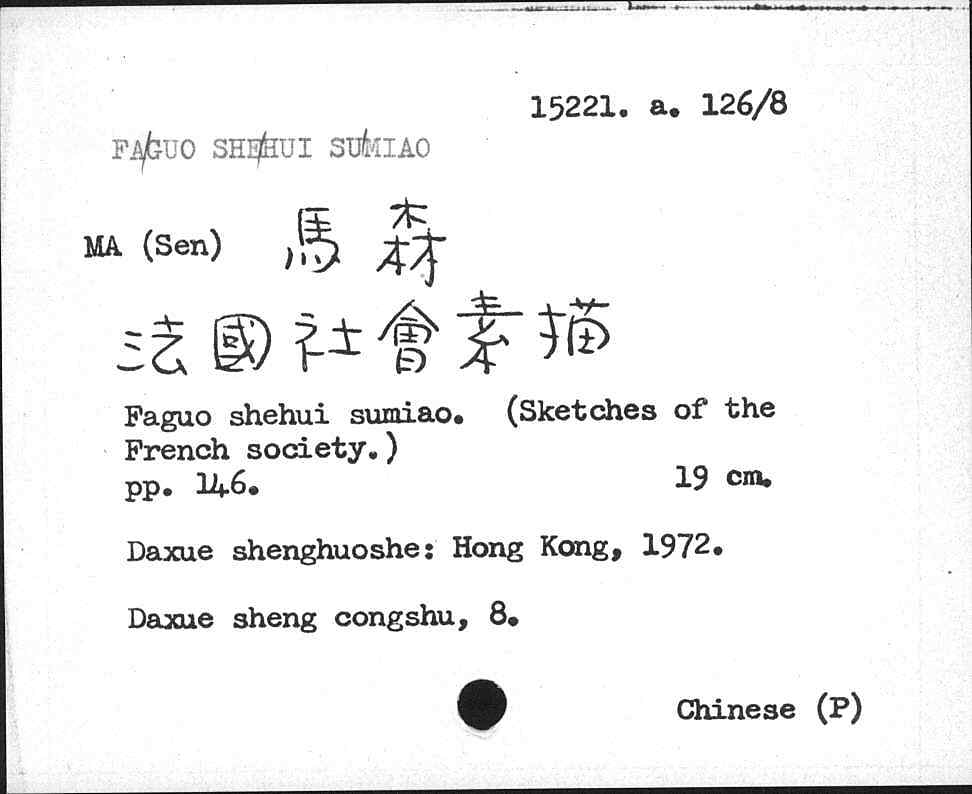 15221. a. 126/8
FA/GUO SHE/HUI SU/MIAO
MA (Sen) 馬 森
法國社會素描
Faguo shehui sumiao. (Sketches of the
French society.)
pp. 146. 19 cm.
Daxue shenghuoshe: Hong Kong, 1972.
Daxue sheng congshu, 8.
Chinese (P)